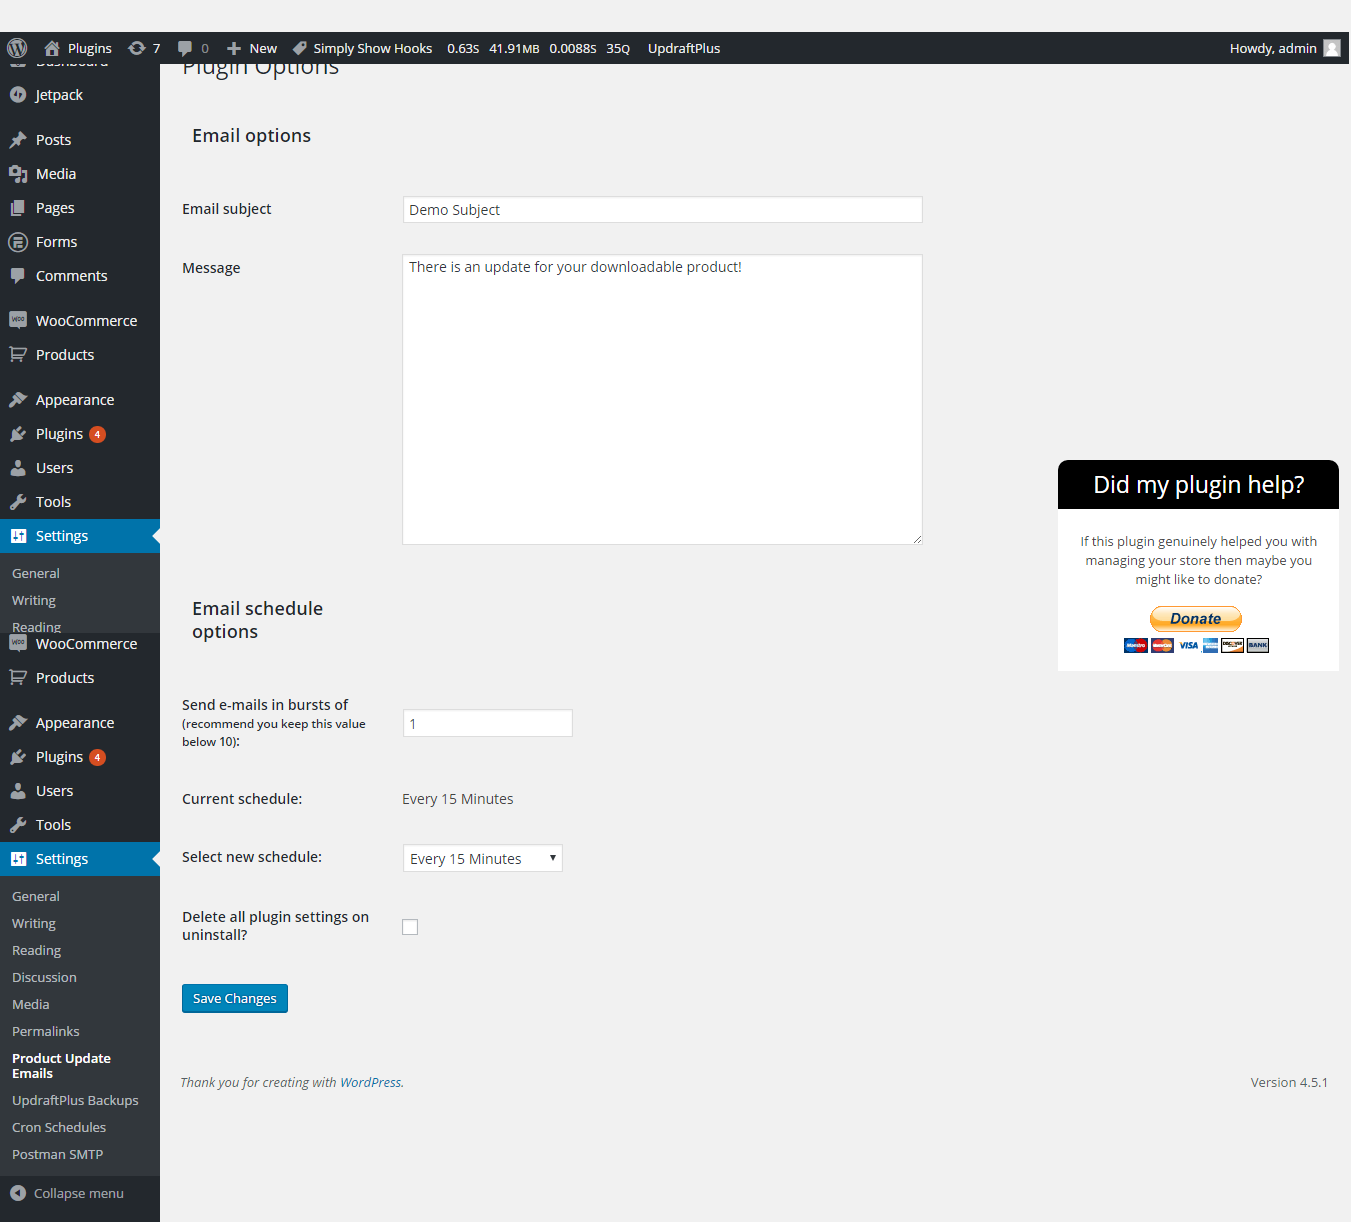 Plugins 7 0 New Simply Show Hooks 0.63S 41.91MB 0.0088S 35Q UpdraftPlus Howdy, admin
Dashboard
Jetpack
Posts
Media
Pages
Forms
Comments
WooCommerce
Products
Appearance
Plugins 4
Users
Tools
Settings
General
Writing
Reading
WooCommerce
Products
Appearance
Plugins 4
Users
Tools
Settings
General
Writing
Reading
Discussion
Media
Permalinks
Product Update
Emails
UpdraftPlus Backups
Cron Schedules
Postman SMTP
Collapse menu
Plugin Options
Email options
Email subject
Demo Subject
Message
There is an update for your downloadable product!
Email schedule
options
Send e-mails in bursts of
(recommend you keep this value
below 10):
1
Current schedule:
Every 15 Minutes
Select new schedule:
Every 15 Minutes
Delete all plugin settings on
uninstall?
Save Changes
Did my plugin help?
If this plugin genuinely helped you with
managing your store then maybe you
might like to donate?
Donate
Maestro MasterCard VISA DISCOVER BANK
Thank you for creating with WordPress.
Version 4.5.1